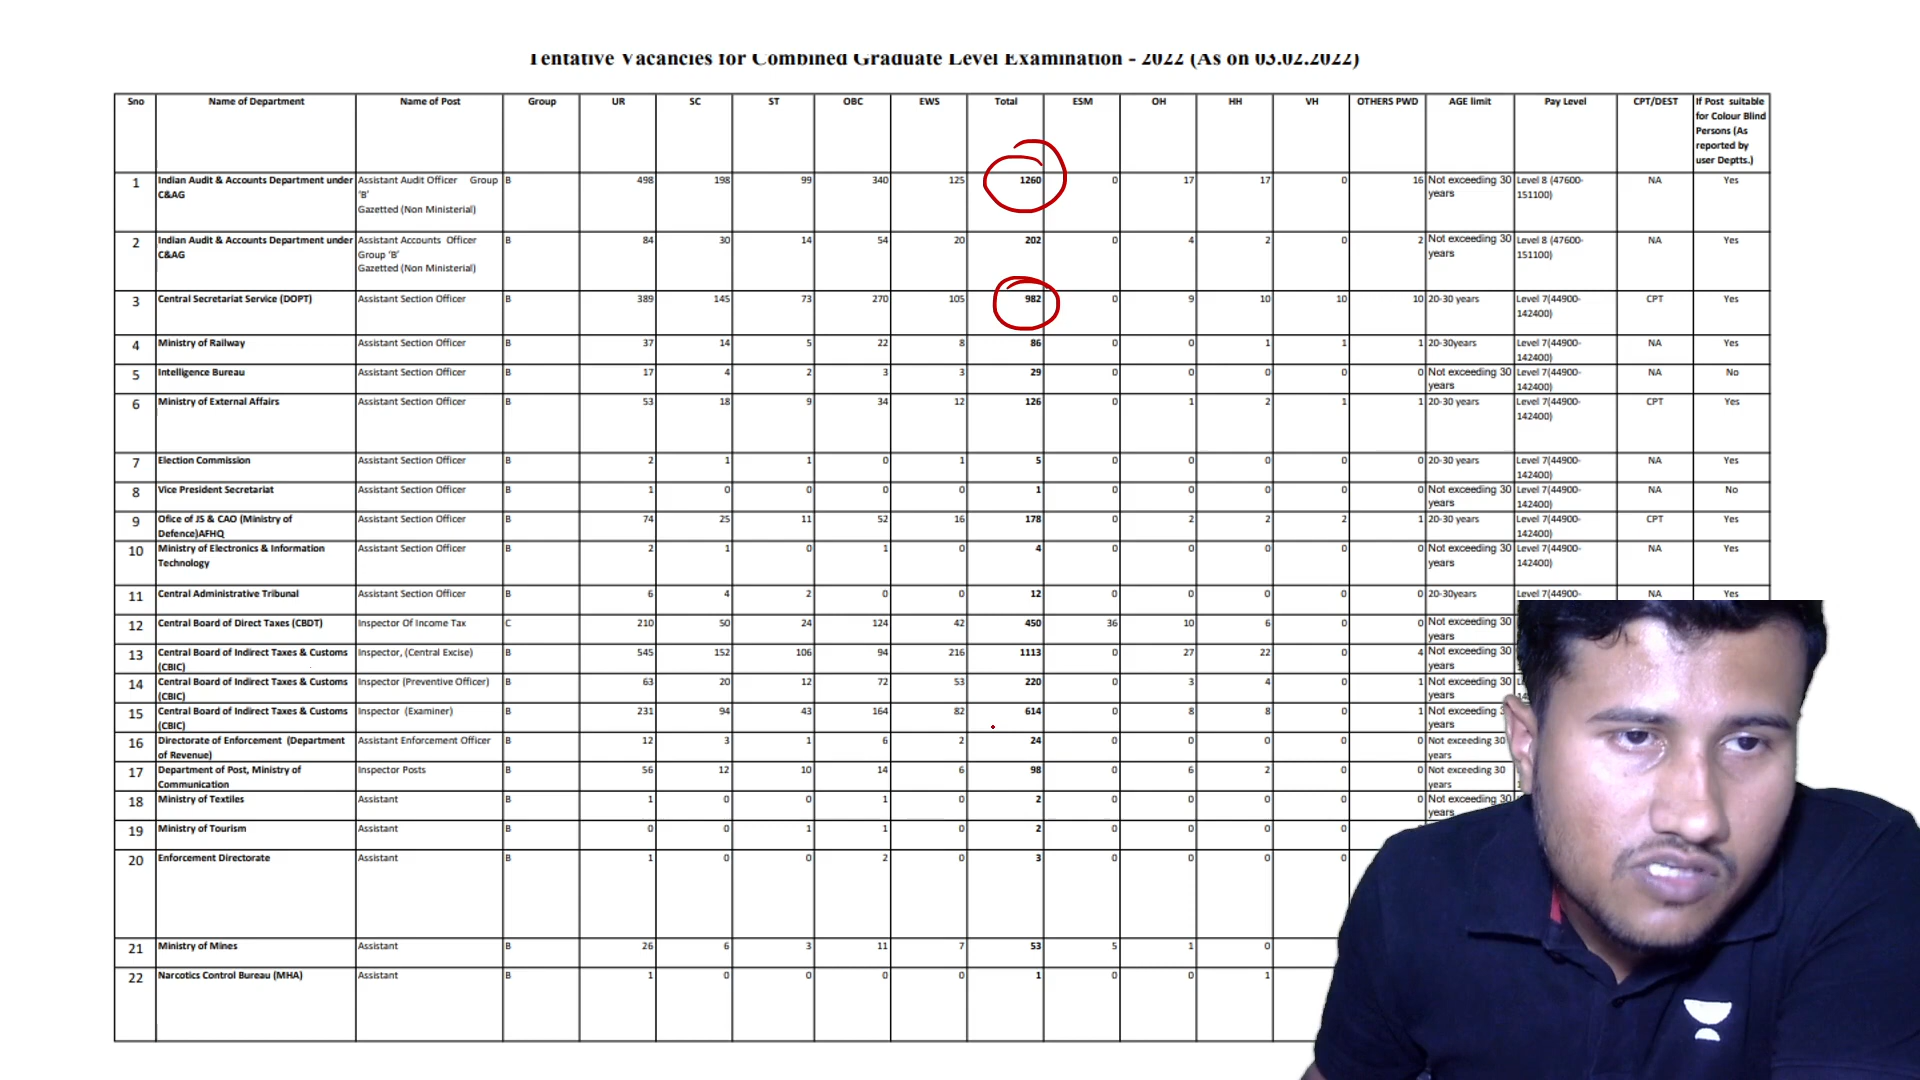 Tentative Vacancies for Combined Graduate Level Examination - 2022 (As on 03.02.2022)
Sno Name of Department Name of Post Group UR SC ST OBC EWS Total ESM OH HH VH OTHERS PWD AGE limit Pay Level CPT/DEST If Post suitable
for Colour Blind
Persons (As
reported by
user Deptts.)
1 Indian Audit & Accounts Department under Assistant Audit Officer Group B 498 198 99 340 125 1260 0 17 17 0 16 Not exceeding 30 Level 8 (47600- NA Yes
C&AG 'B' years 151100)
Gazetted (Non Ministerial)
2 Indian Audit & Accounts Department under Assistant Accounts Officer B 84 30 14 54 20 202 0 4 2 0 2 Not exceeding 30 Level 8 (47600- NA Yes
C&AG Group 'B' years 151100)
Gazetted (Non Ministerial)
3 Central Secretariat Service (DOPT) Assistant Section Officer B 389 145 73 270 105 982 0 9 10 10 10 20-30 years Level 7(44900- CPT Yes
142400)
4 Ministry of Railway Assistant Section Officer B 37 14 5 22 8 86 0 0 1 1 1 20-30years Level 7(44900- NA Yes
142400)
5 Intelligence Bureau Assistant Section Officer B 17 4 2 3 3 29 0 0 0 0 0 Not exceeding 30 Level 7(44900- NA No
years 142400)
6 Ministry of External Affairs Assistant Section Officer B 53 18 9 34 12 126 0 1 2 1 1 20-30 years Level 7(44900- CPT Yes
142400)
7 Election Commission Assistant Section Officer B 2 1 1 0 1 5 0 0 0 0 0 20-30 years Level 7(44900- NA Yes
142400)
8 Vice President Secretariat Assistant Section Officer B 1 0 0 0 0 1 0 0 0 0 0 Not exceeding 30 Level 7(44900- NA No
years 142400)
9 Ofice of JS & CAO (Ministry of Assistant Section Officer B 74 25 11 52 16 178 0 2 2 2 1 20-30 years Level 7(44900- CPT Yes
Defence)AFHQ 142400)
10 Ministry of Electronics & Information Assistant Section Officer B 2 1 0 1 0 4 0 0 0 0 0 Not exceeding 30 Level 7(44900- NA Yes
Technology years 142400)
11 Central Administrative Tribunal Assistant Section Officer B 6 4 2 0 0 12 0 0 0 0 0 20-30years Level 7(44900- NA Yes
12 Central Board of Direct Taxes (CBDT) Inspector Of Income Tax C 210 50 24 124 42 450 36 10 6 0 0 Not exceeding 30
years
13 Central Board of Indirect Taxes & Customs Inspector, (Central Excise) B 545 152 106 94 216 1113 0 27 22 0 4 Not exceeding 30
(CBIC) years
14 Central Board of Indirect Taxes & Customs Inspector (Preventive Officer) B 63 20 12 72 53 220 0 3 4 0 1 Not exceeding 30
(CBIC) years
15 Central Board of Indirect Taxes & Customs Inspector (Examiner) B 231 94 43 164 82 614 0 8 8 0 1 Not exceeding
(CBIC) years
16 Directorate of Enforcement (Department Assistant Enforcement Officer B 12 3 1 6 2 24 0 0 0 0 0 Not exceeding 30
of Revenue) years
17 Department of Post, Ministry of Inspector Posts B 56 12 10 14 6 98 0 6 2 0 0 Not exceeding 30
Communication years
18 Ministry of Textiles Assistant B 1 0 0 1 0 2 0 0 0 0 0 Not exceeding 30
years
19 Ministry of Tourism Assistant B 0 0 1 1 0 2 0 0 0 0
20 Enforcement Directorate Assistant B 1 0 0 2 0 3 0 0 0 0
21 Ministry of Mines Assistant B 26 6 3 11 7 53 5 1 0
22 Narcotics Control Bureau (MHA) Assistant B 1 0 0 0 0 1 0 0 1